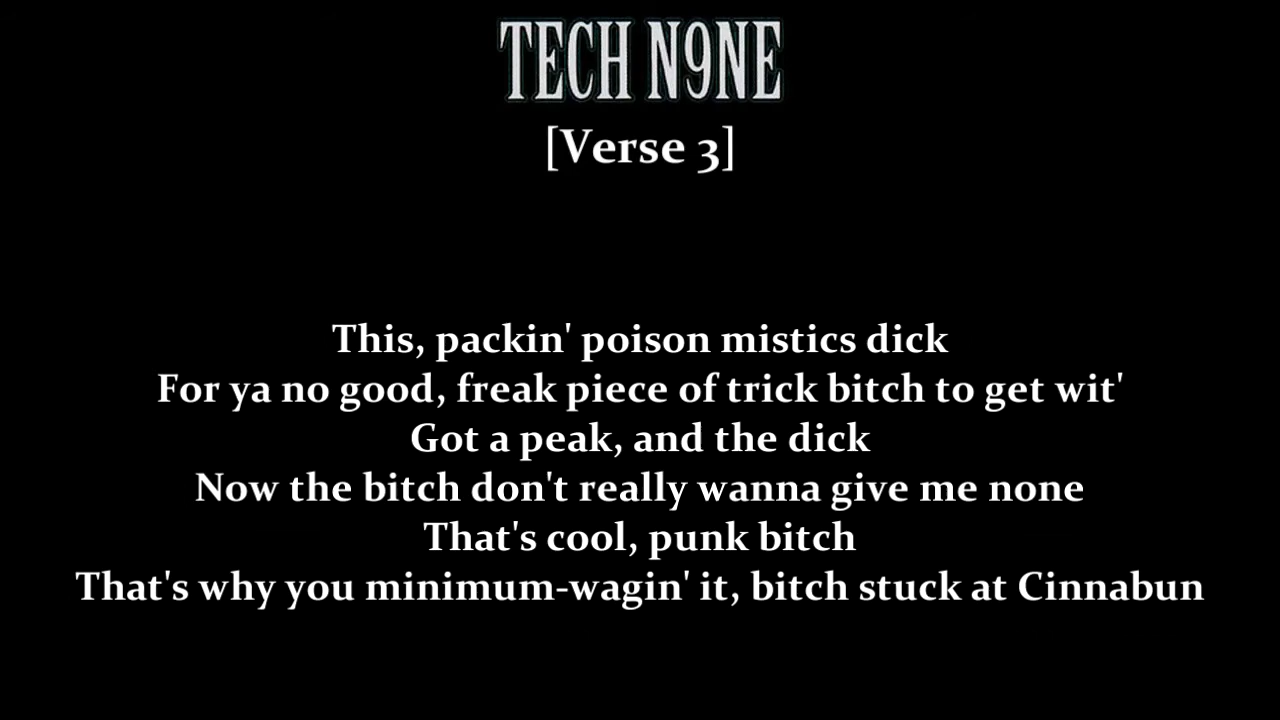 TECH N9NE
[Verse 3]
This, packin' poison mistics dick
For ya no good, freak piece of trick bitch to get wit'
Got a peak, and the dick
Now the bitch don't really wanna give me none
That's cool, punk bitch
That's why you minimum-wagin' it, bitch stuck at Cinnabun